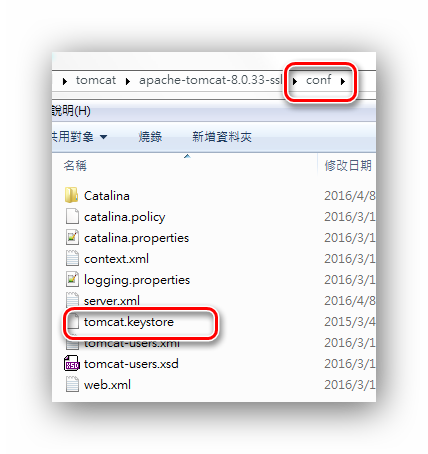 tomcat apache-tomcat-8.0.33-ssl conf
說明(H)
共用對象 燒錄 新增資料夾
名稱 修改日期
Catalina 2016/4/8
catalina.policy 2016/3/1
catalina.properties 2016/3/1
context.xml 2016/3/1
logging.properties 2016/3/1
server.xml 2016/4/8
tomcat.keystore 2015/3/4
tomcat-users.xml 2016/3/1
XSD tomcat-users.xsd 2016/3/1
web.xml 2016/3/1